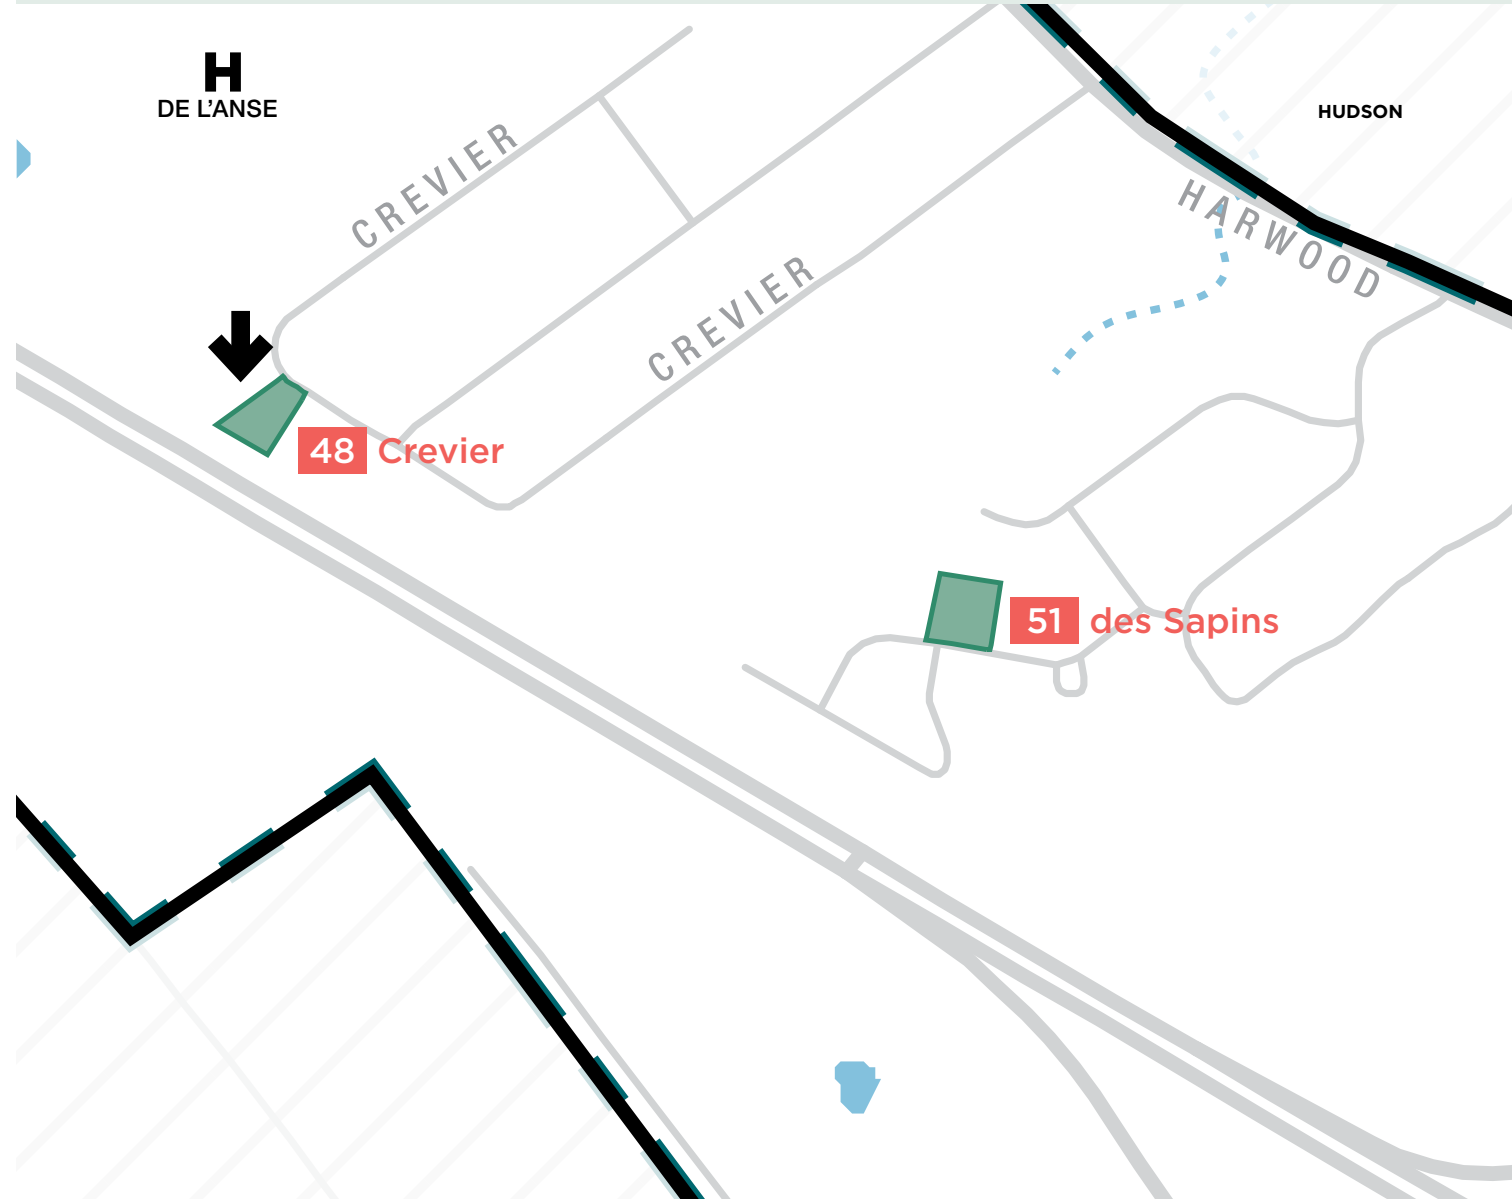 H
DE L'ANSE
HUDSON
CREVIER
HARWOOD
CREVIER
48 Crevier
51 des Sapins